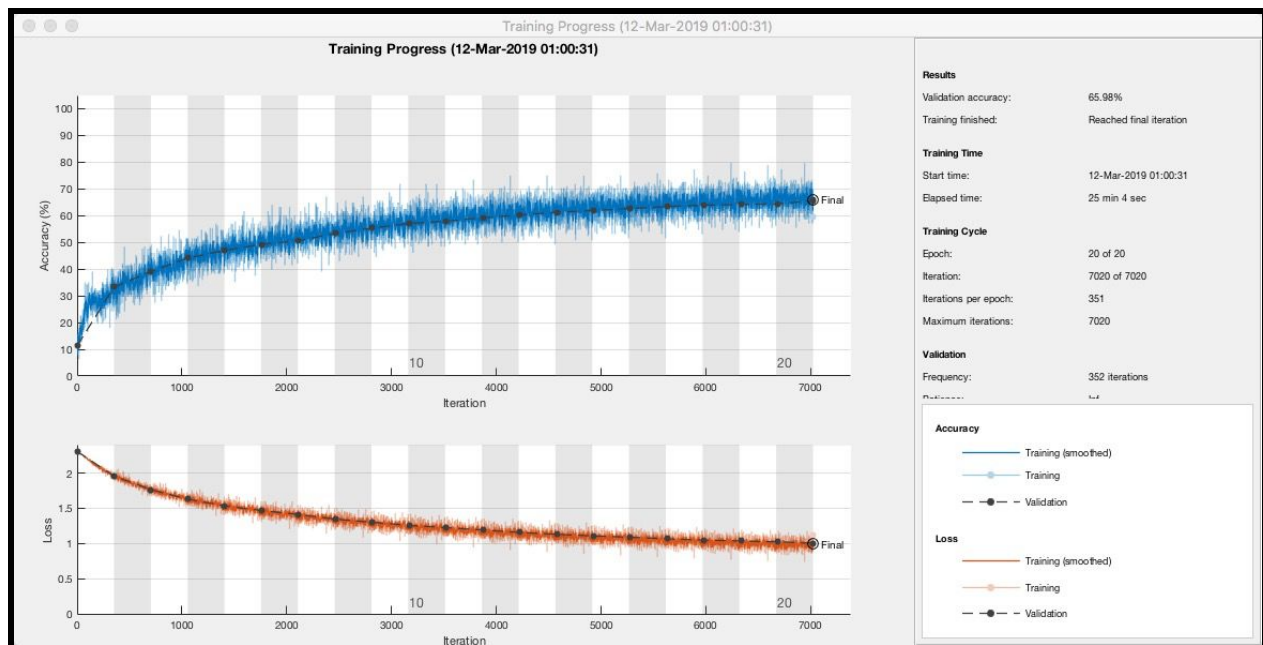 Training Progress (12-Mar-2019 01:00:31)
Training Progress (12-Mar-2019 01:00:31)
100
90
80
70
60
50
40
30
20
10
0
Accuracy (%)
Final
10
20
0 1000 2000 3000 4000 5000 6000 7000
Iteration
2
1.5
1
0.5
0
Loss
Final
10
20
0 1000 2000 3000 4000 5000 6000 7000
Iteration
Results
Validation accuracy: 65.98%
Training finished: Reached final iteration
Training Time
Start time: 12-Mar-2019 01:00:31
Elapsed time: 25 min 4 sec
Training Cycle
Epoch: 20 of 20
Iteration: 7020 of 7020
Iterations per epoch: 351
Maximum iterations: 7020
Validation
Frequency: 352 iterations
Patience: Inf
Accuracy
Training (smoothed)
Training
Validation
Loss
Training (smoothed)
Training
Validation